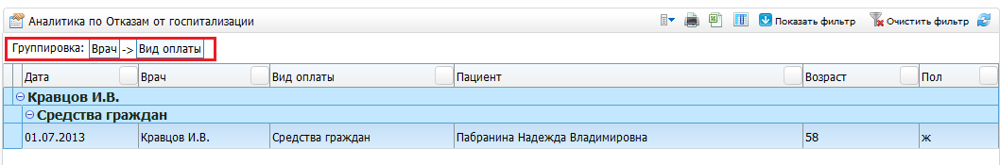 Аналитика по Отказам от госпитализации Показать фильтр Очистить фильтр
Группировка: Врач -> Вид оплаты
Дата Врач Вид оплаты Пациент Возраст Пол
Кравцов И.В.
Средства граждан
01.07.2013 Кравцов И.В. Средства граждан Пабранина Надежда Владимировна 58 ж